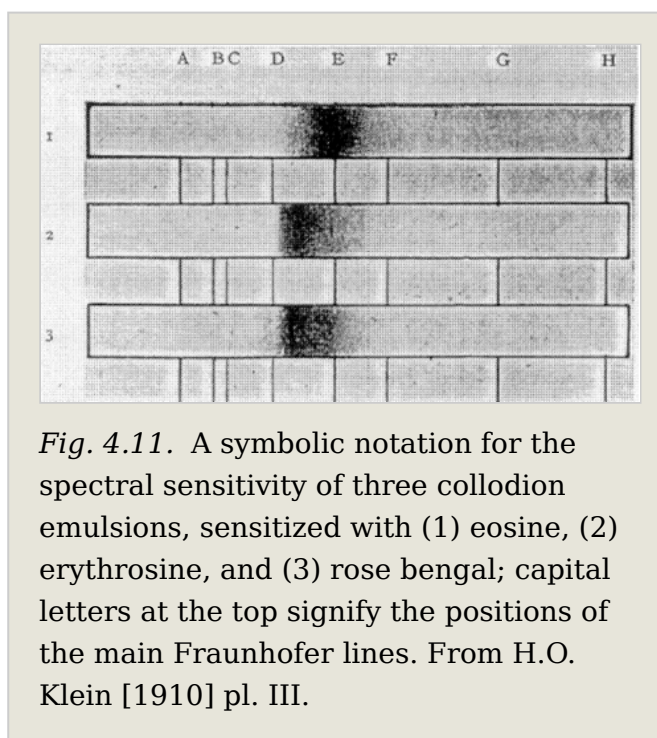 A B C D E F G H
1
2
3
Fig. 4.11. A symbolic notation for the
spectral sensitivity of three collodion
emulsions, sensitized with (1) eosine, (2)
erythrosine, and (3) rose bengal; capital
letters at the top signify the positions of
the main Fraunhofer lines. From H.O.
Klein [1910] pl. III.